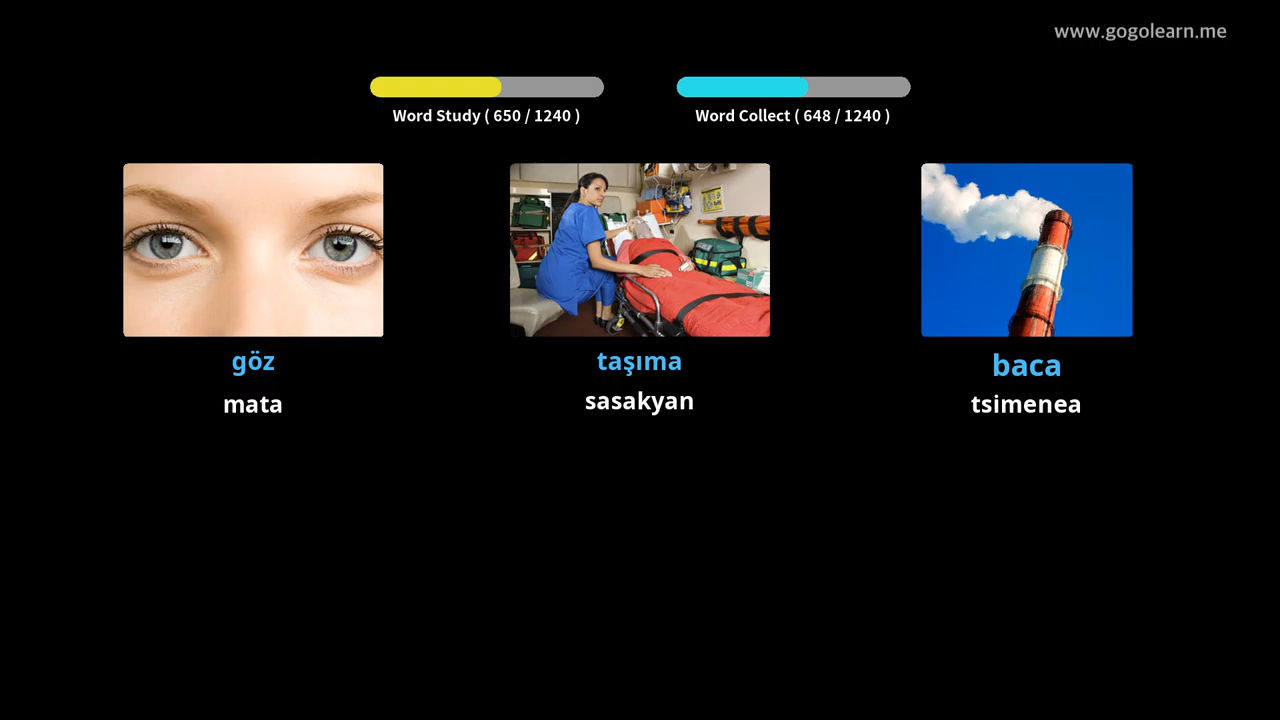 www.gogolearn.me
Word Study ( 650 / 1240 )
Word Collect ( 648 / 1240 )
göz
taşıma
baca
mata
sasakyan
tsimenea